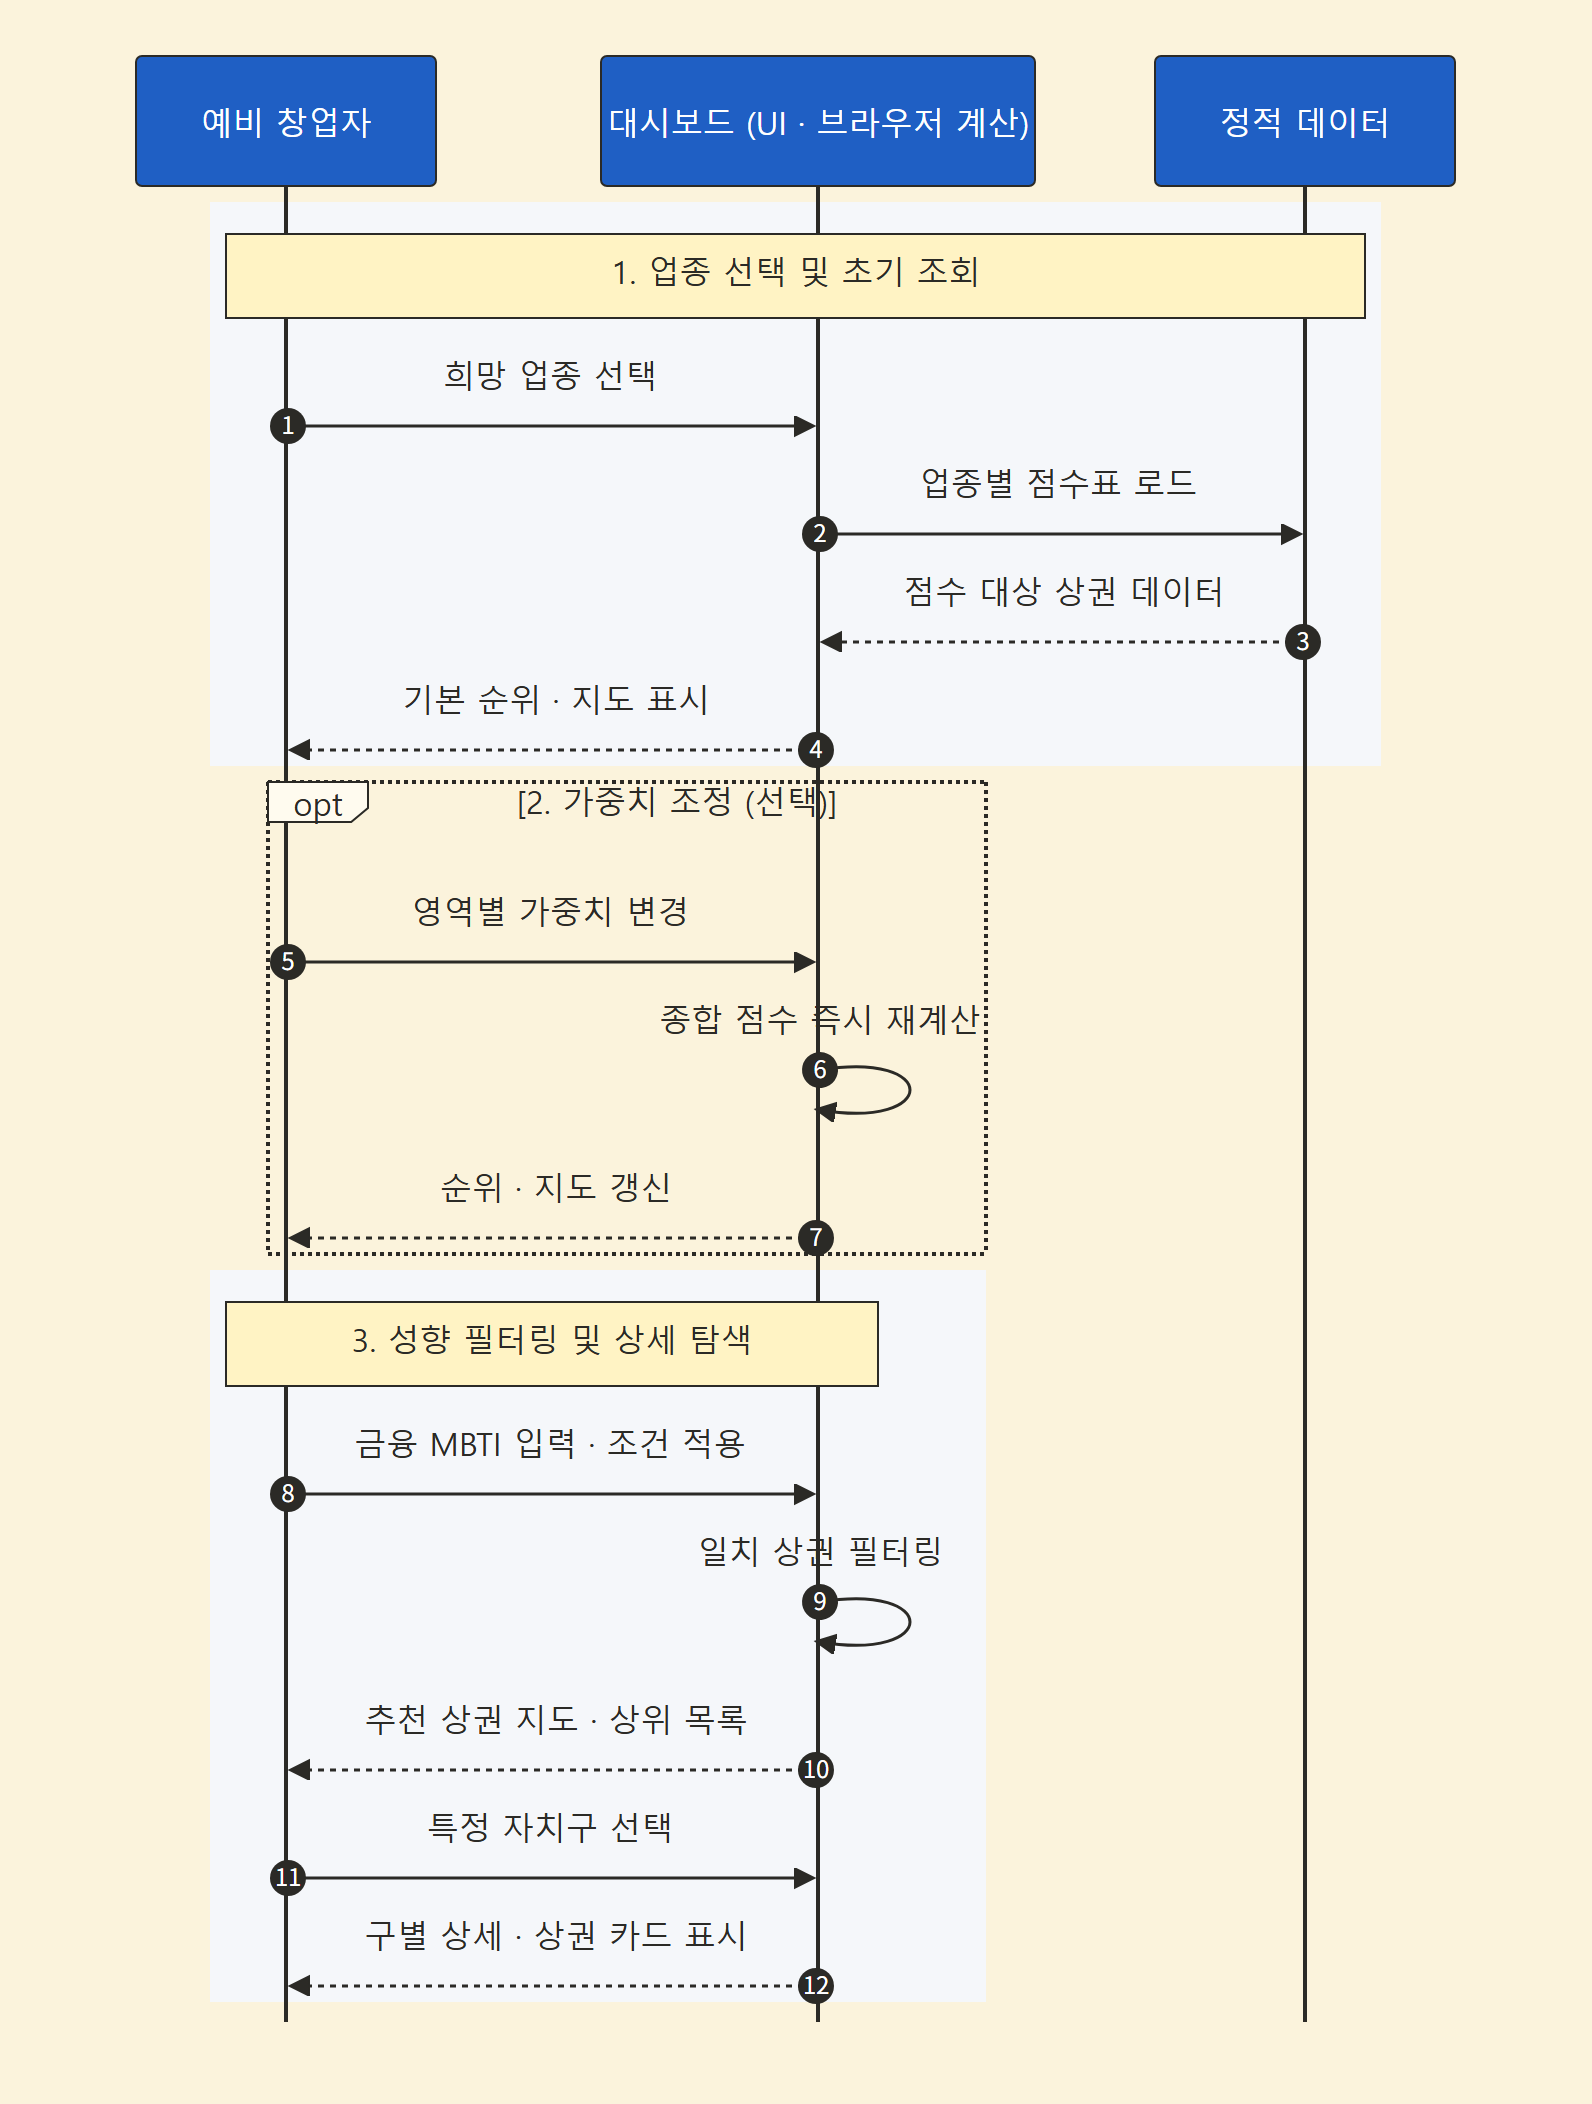 예비 창업자
대시보드 (UI · 브라우저 계산)
정적 데이터
1. 업종 선택 및 초기 조회
희망 업종 선택
1
업종별 점수표 로드
2
점수 대상 상권 데이터
3
기본 순위 · 지도 표시
4
opt
[2. 가중치 조정 (선택)]
영역별 가중치 변경
5
종합 점수 즉시 재계산
6
순위 · 지도 갱신
7
3. 성향 필터링 및 상세 탐색
금융 MBTI 입력 · 조건 적용
8
일치 상권 필터링
9
추천 상권 지도 · 상위 목록
10
특정 자치구 선택
11
구별 상세 · 상권 카드 표시
12